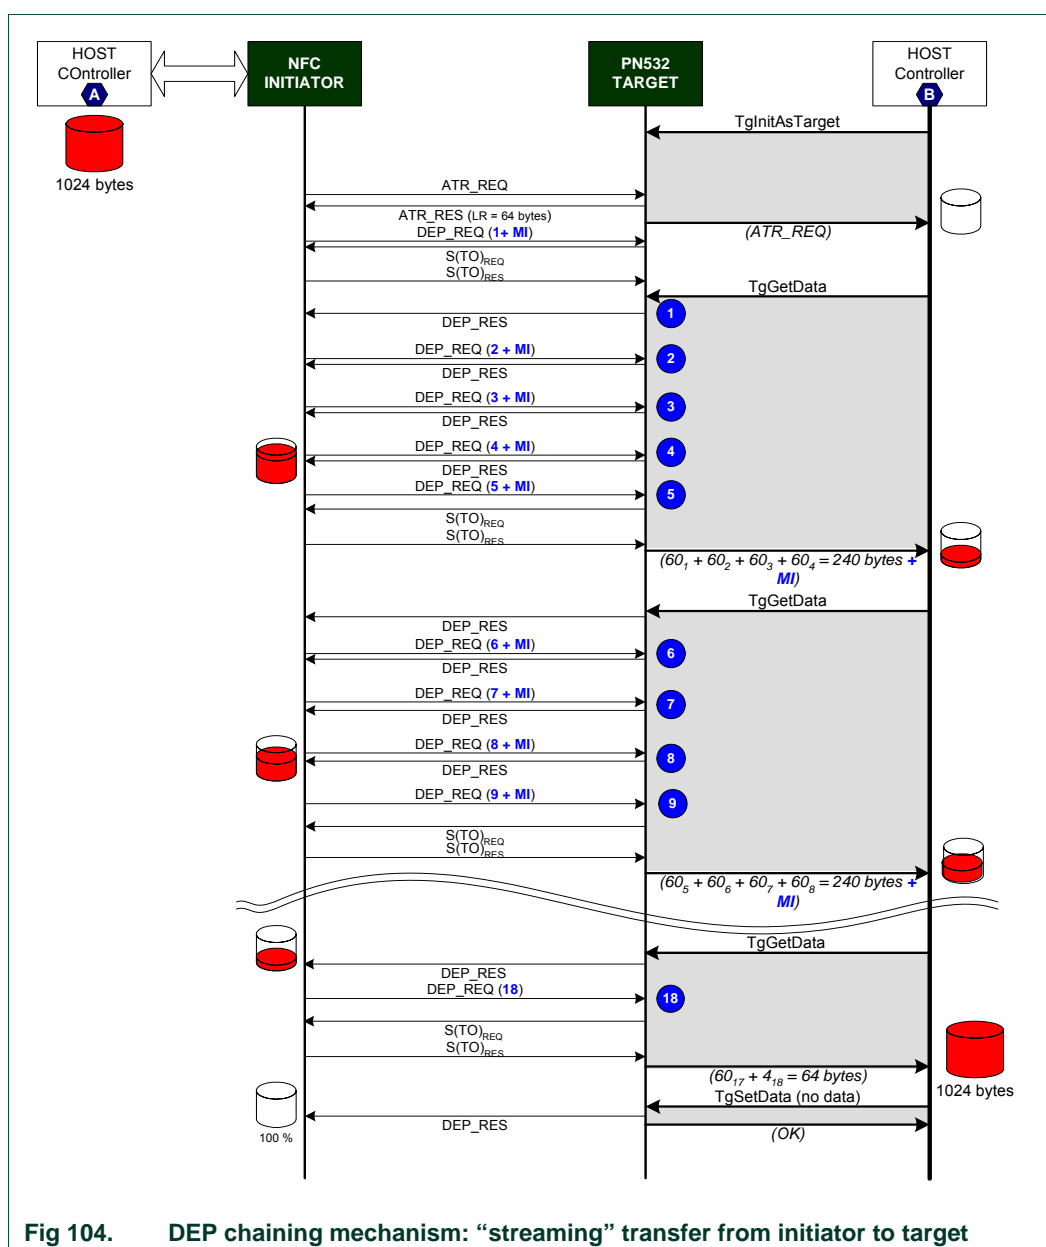 HOST
COntroller
A
NFC
INITIATOR
PN532
TARGET
HOST
Controller
B
1024 bytes
TgInitAsTarget
ATR_REQ
ATR_RES (LR = 64 bytes)
(ATR_REQ)
DEP_REQ (1+ MI)
S(TO)REQ
S(TO)RES
TgGetData
1
DEP_RES
DEP_REQ (2 + MI)
2
DEP_RES
DEP_REQ (3 + MI)
3
DEP_RES
DEP_REQ (4 + MI)
4
DEP_RES
DEP_REQ (5 + MI)
5
S(TO)REQ
S(TO)RES
(60₁ + 60₂ + 60₃ + 60₄ = 240 bytes +
MI)
TgGetData
DEP_RES
DEP_REQ (6 + MI)
6
DEP_RES
DEP_REQ (7 + MI)
7
DEP_RES
DEP_REQ (8 + MI)
8
DEP_RES
DEP_REQ (9 + MI)
9
S(TO)REQ
S(TO)RES
(60₅ + 60₆ + 60₇ + 60₈ = 240 bytes +
MI)
TgGetData
DEP_RES
DEP_REQ (18)
18
S(TO)REQ
S(TO)RES
(60₁₇ + 4₁₈ = 64 bytes)
1024 bytes
TgSetData (no data)
DEP_RES
(OK)
100 %
Fig 104. DEP chaining mechanism: “streaming” transfer from initiator to target